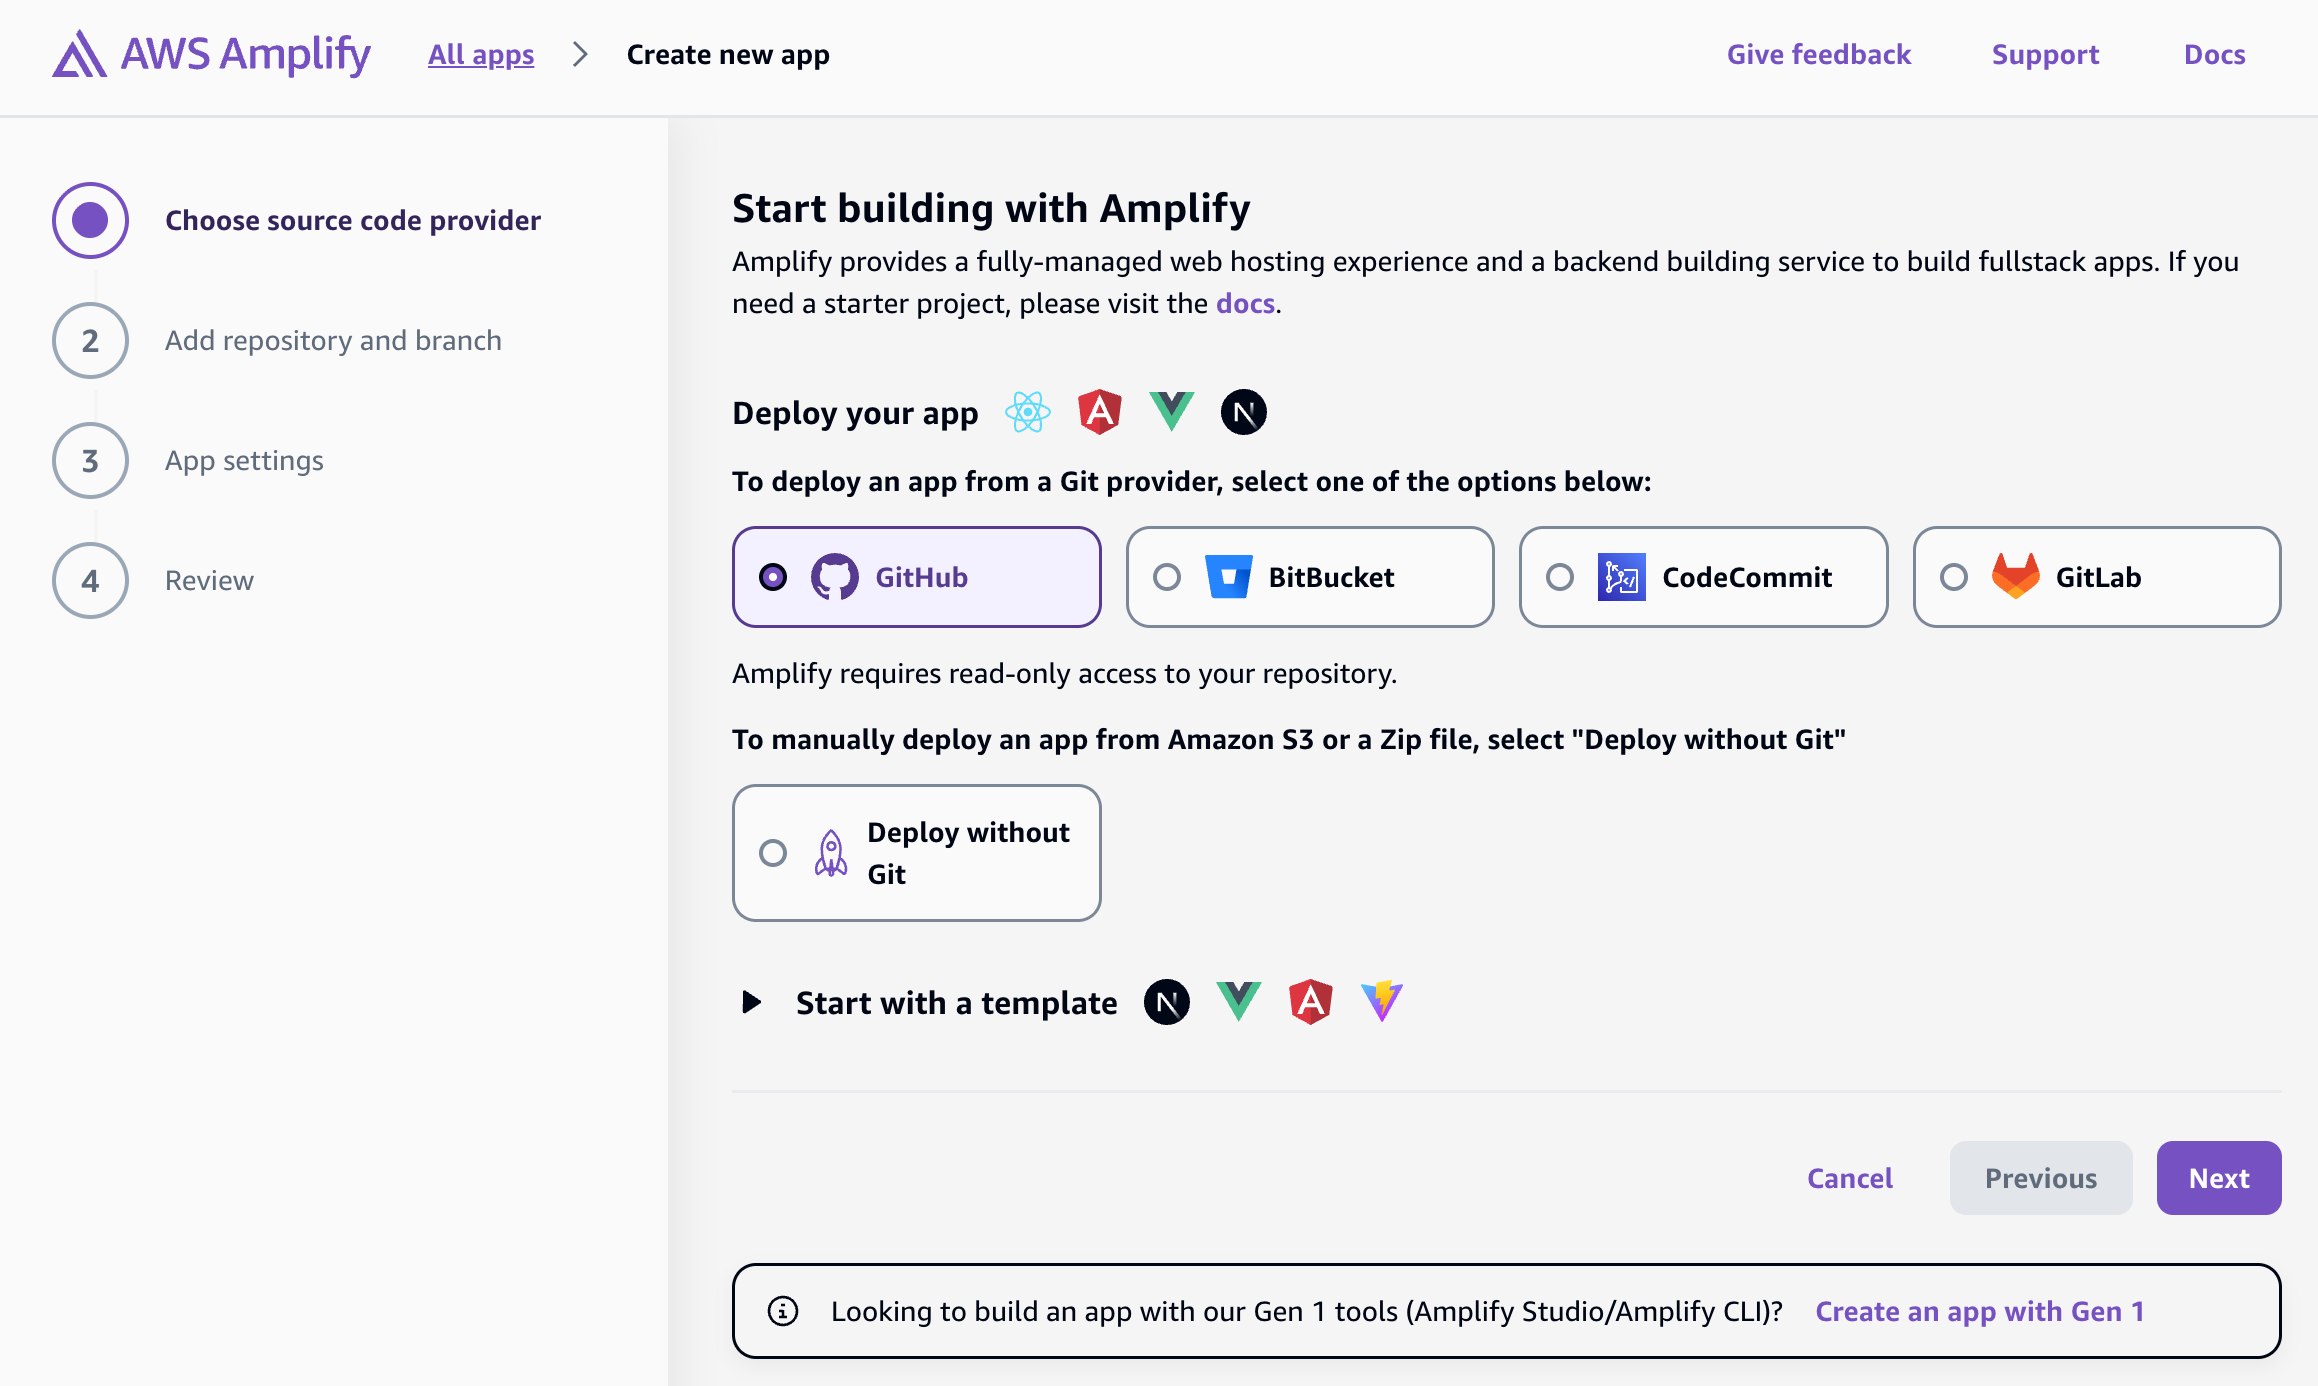 AWS Amplify
All apps
Create new app
Give feedback
Support
Docs
Choose source code provider
2
Add repository and branch
3
App settings
4
Review
Start building with Amplify
Amplify provides a fully-managed web hosting experience and a backend building service to build fullstack apps. If you
need a starter project, please visit the docs.
Deploy your app
To deploy an app from a Git provider, select one of the options below:
GitHub
BitBucket
CodeCommit
GitLab
Amplify requires read-only access to your repository.
To manually deploy an app from Amazon S3 or a Zip file, select "Deploy without Git"
Deploy without
Git
Start with a template
Cancel
Previous
Next
Looking to build an app with our Gen 1 tools (Amplify Studio/Amplify CLI)?
Create an app with Gen 1